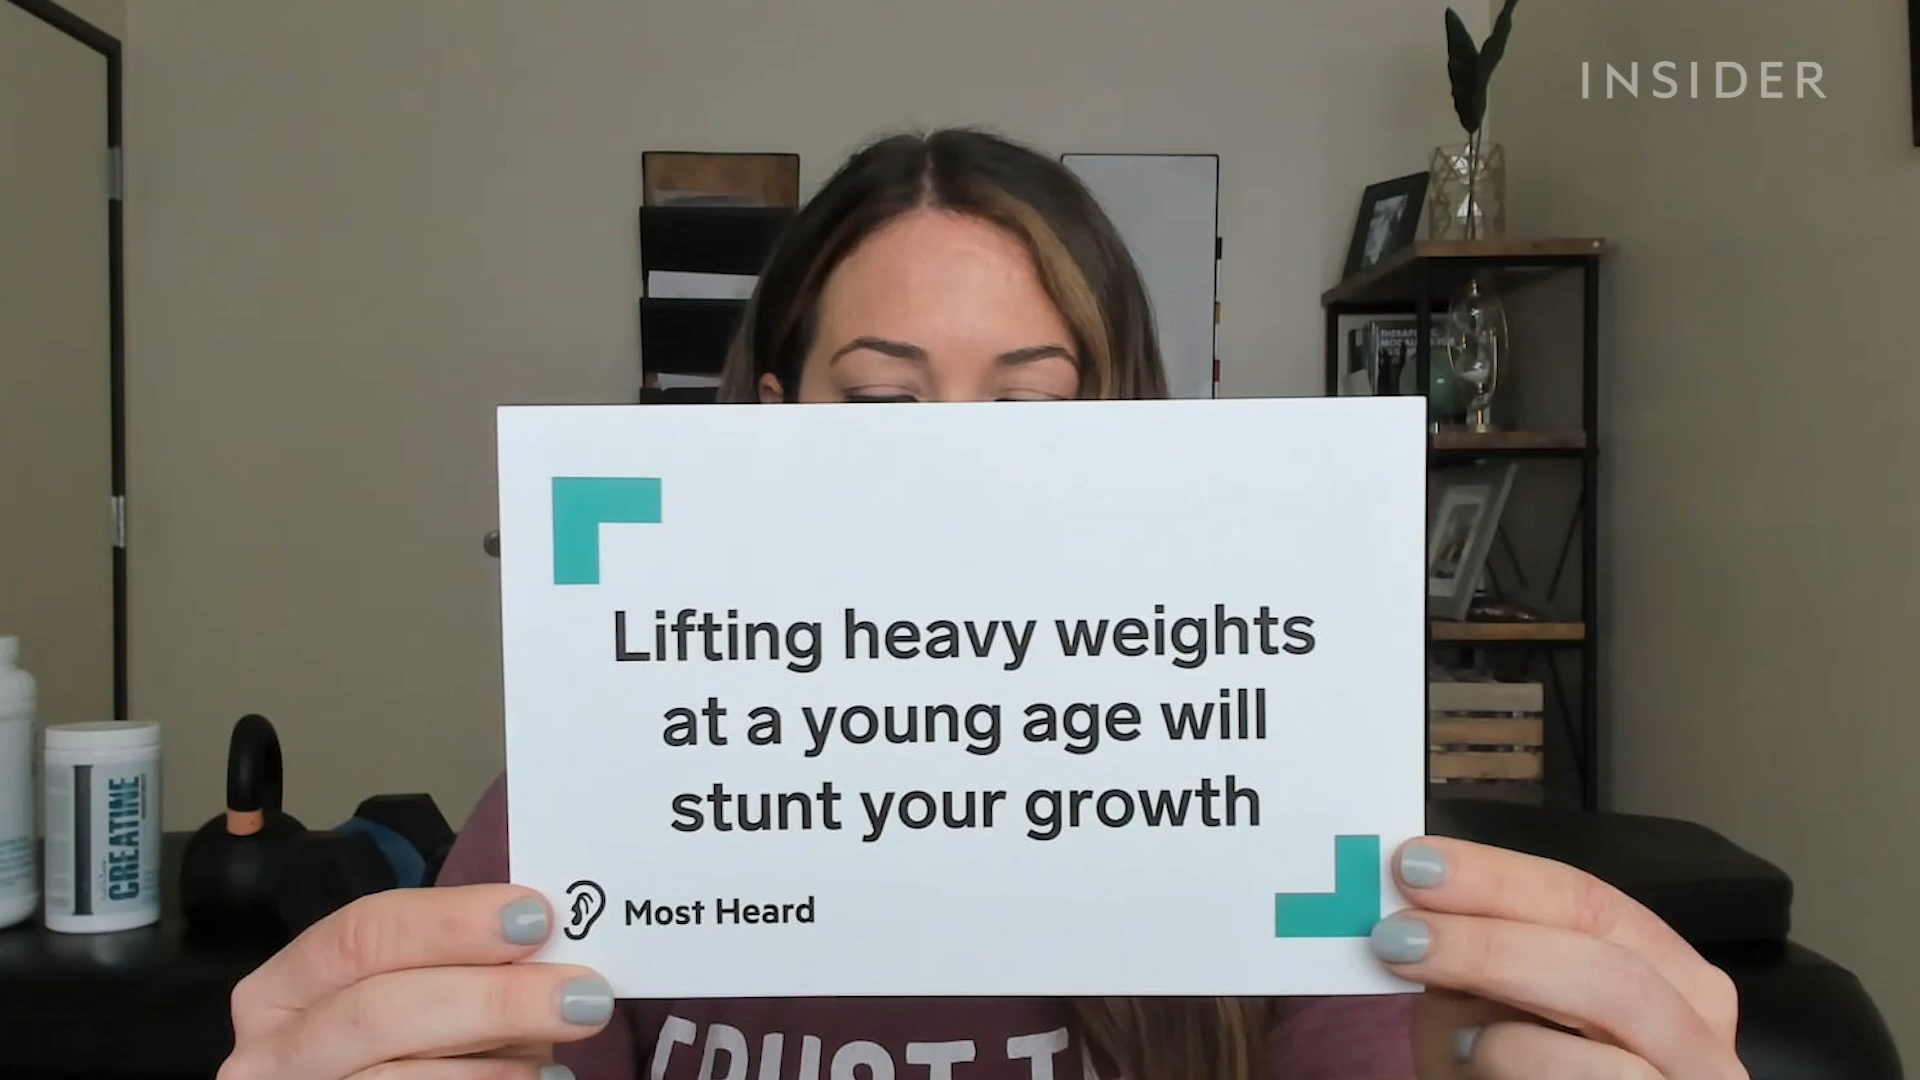 INSIDER
Lifting heavy weights
at a young age will
stunt your growth
Most Heard
CREATINE